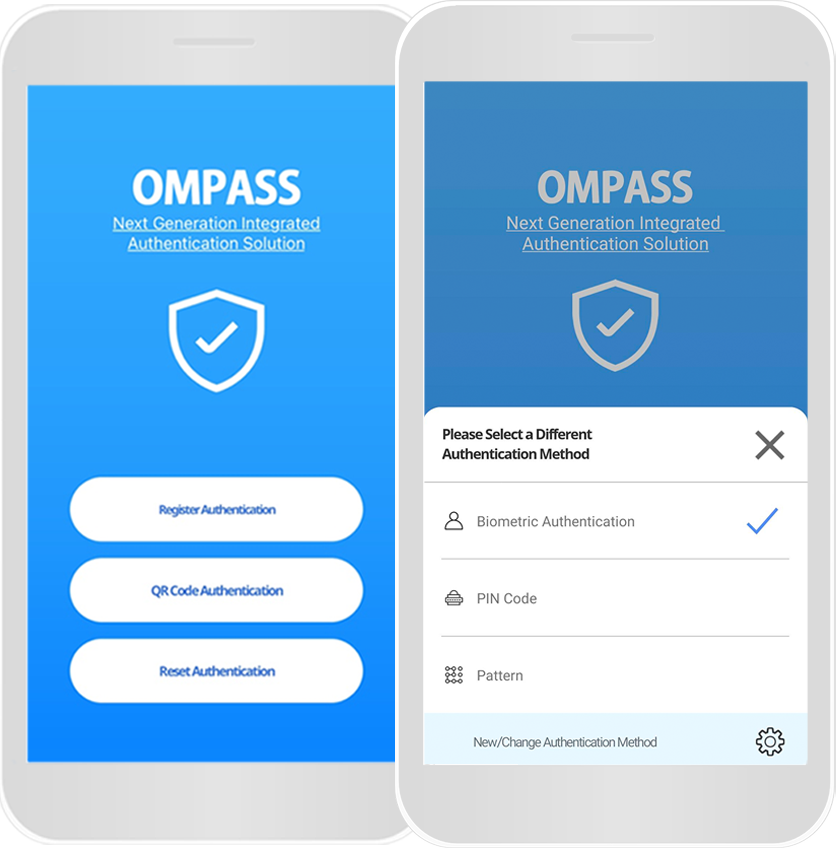 OMPASS
Next Generation Integrated
Authentication Solution
Register Authentication
QR Code Authentication
Reset Authentication
OMPASS
Next Generation Integrated
Authentication Solution
Please Select a Different
Authentication Method
Biometric Authentication
PIN Code
Pattern
New/Change Authentication Method